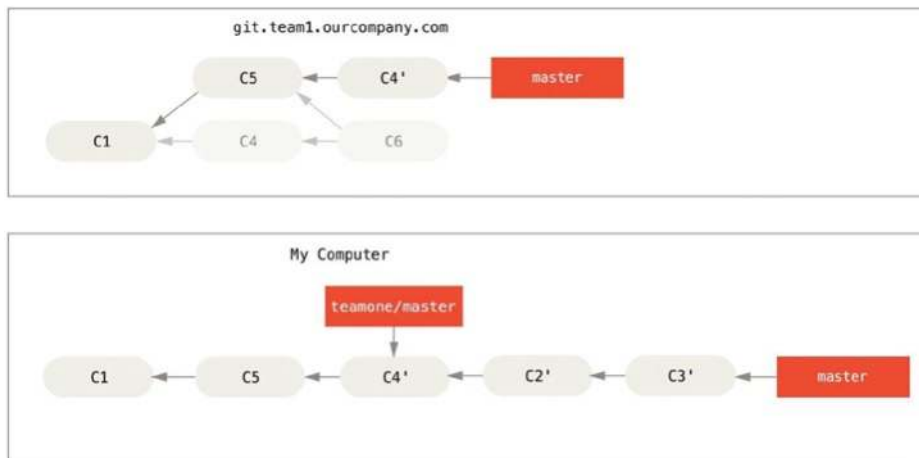 git.team1.ourcompany.com
C5 C4' master
C1 C4 C6
My Computer
teamone/master
C1 C5 C4' C2' C3' master